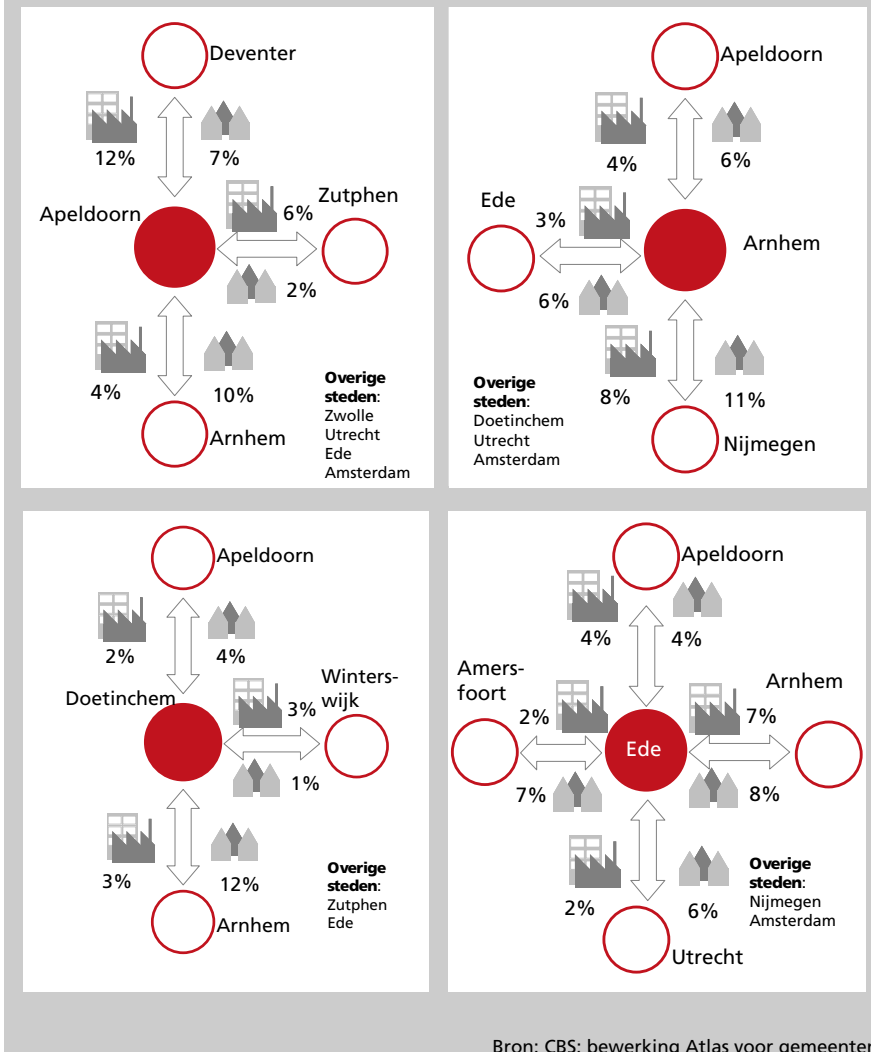 Deventer
12%
7%
Zutphen
6%
Apeldoorn
2%
4%
10%
Arnhem
Overige
steden:
Zwolle
Utrecht
Ede
Amsterdam
Apeldoorn
4%
6%
Ede
3%
Arnhem
6%
8%
11%
Overige
steden:
Doetinchem
Utrecht
Amsterdam
Nijmegen
Apeldoorn
2%
4%
Winters-
wijk
Doetinchem
3%
1%
3%
12%
Arnhem
Overige
steden:
Zutphen
Ede
Apeldoorn
4%
4%
Amers-
foort
Arnhem
2%
7%
Ede
7%
8%
2%
6%
Overige
steden:
Nijmegen
Amsterdam
Utrecht
Bron: CBS; bewerking Atlas voor gemeenten